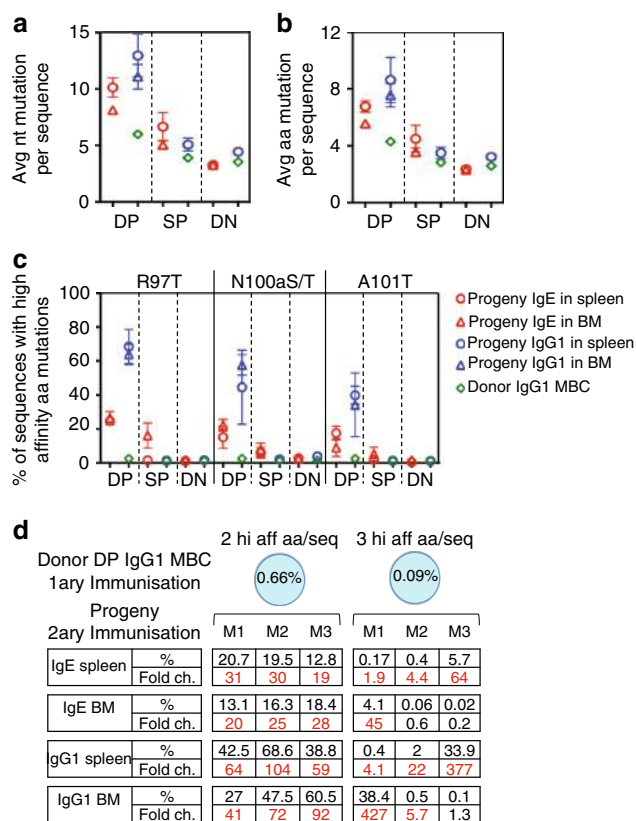 a
Avg nt mutation
per sequence
15
10
5
0
DP SP DN
b
Avg aa mutation
per sequence
12
8
4
0
DP SP DN
c
R97T N100aS/T A101T
% of sequences with high
affinity aa mutations
100
80
60
40
20
0
DP SP DN DP SP DN DP SP DN
Progeny IgE in spleen
Progeny IgE in BM
Progeny IgG1 in spleen
Progeny IgG1 in BM
Donor IgG1 MBC
d
2 hi aff aa/seq 3 hi aff aa/seq
Donor DP IgG1 MBC
1ary Immunisation
0.66% 0.09%
Progeny
2ary Immunisation
M1 M2 M3 M1 M2 M3
IgE spleen % 20.7 19.5 12.8 0.17 0.4 5.7
Fold ch. 31 30 19 1.9 4.4 64
IgE BM % 13.1 16.3 18.4 4.1 0.06 0.02
Fold ch. 20 25 28 45 0.6 0.2
IgG1 spleen % 42.5 68.6 38.8 0.4 2 33.9
Fold ch. 64 104 59 4.1 22 377
IgG1 BM % 27 47.5 60.5 38.4 0.5 0.1
Fold ch. 41 72 92 427 5.7 1.3